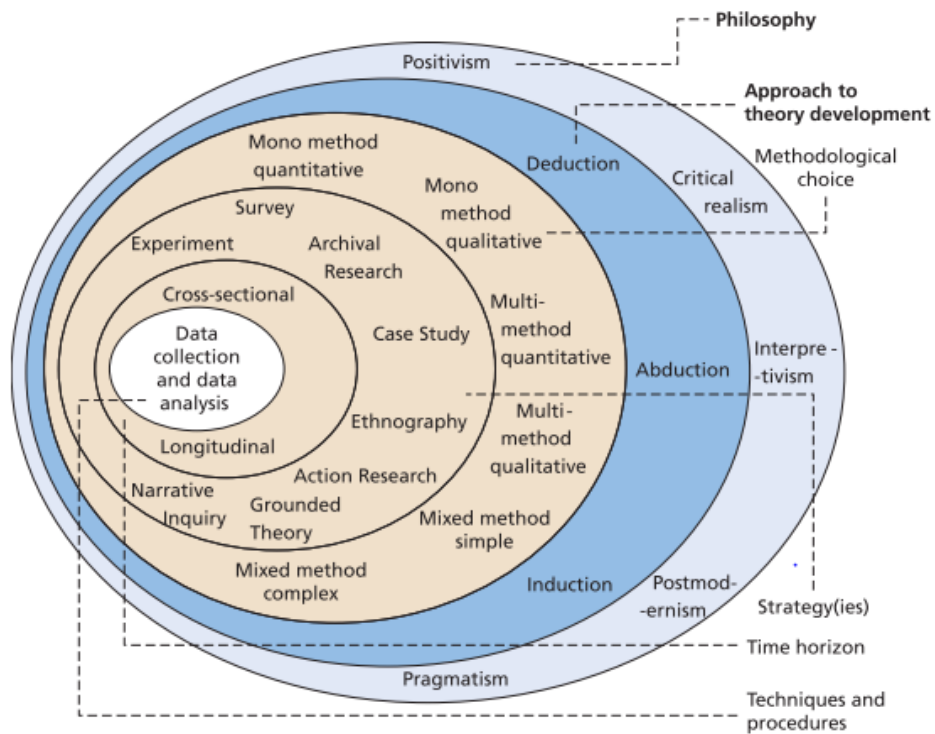 Philosophy
Positivism
Approach to
theory development
Deduction
Methodological
choice
Critical
realism
Mono method
quantitative
Mono
method
qualitative
Survey
Experiment
Archival
Research
Cross-sectional
Multi-
method
quantitative
Data
collection
and data
analysis
Case Study
Abduction
Interpre -
-tivism
Multi-
method
qualitative
Ethnography
Longitudinal
Action Research
Narrative
Inquiry
Grounded
Theory
Mixed method
simple
Mixed method
complex
Induction
Postmod-
-ernism
Strategy(ies)
Time horizon
Pragmatism
Techniques and
procedures